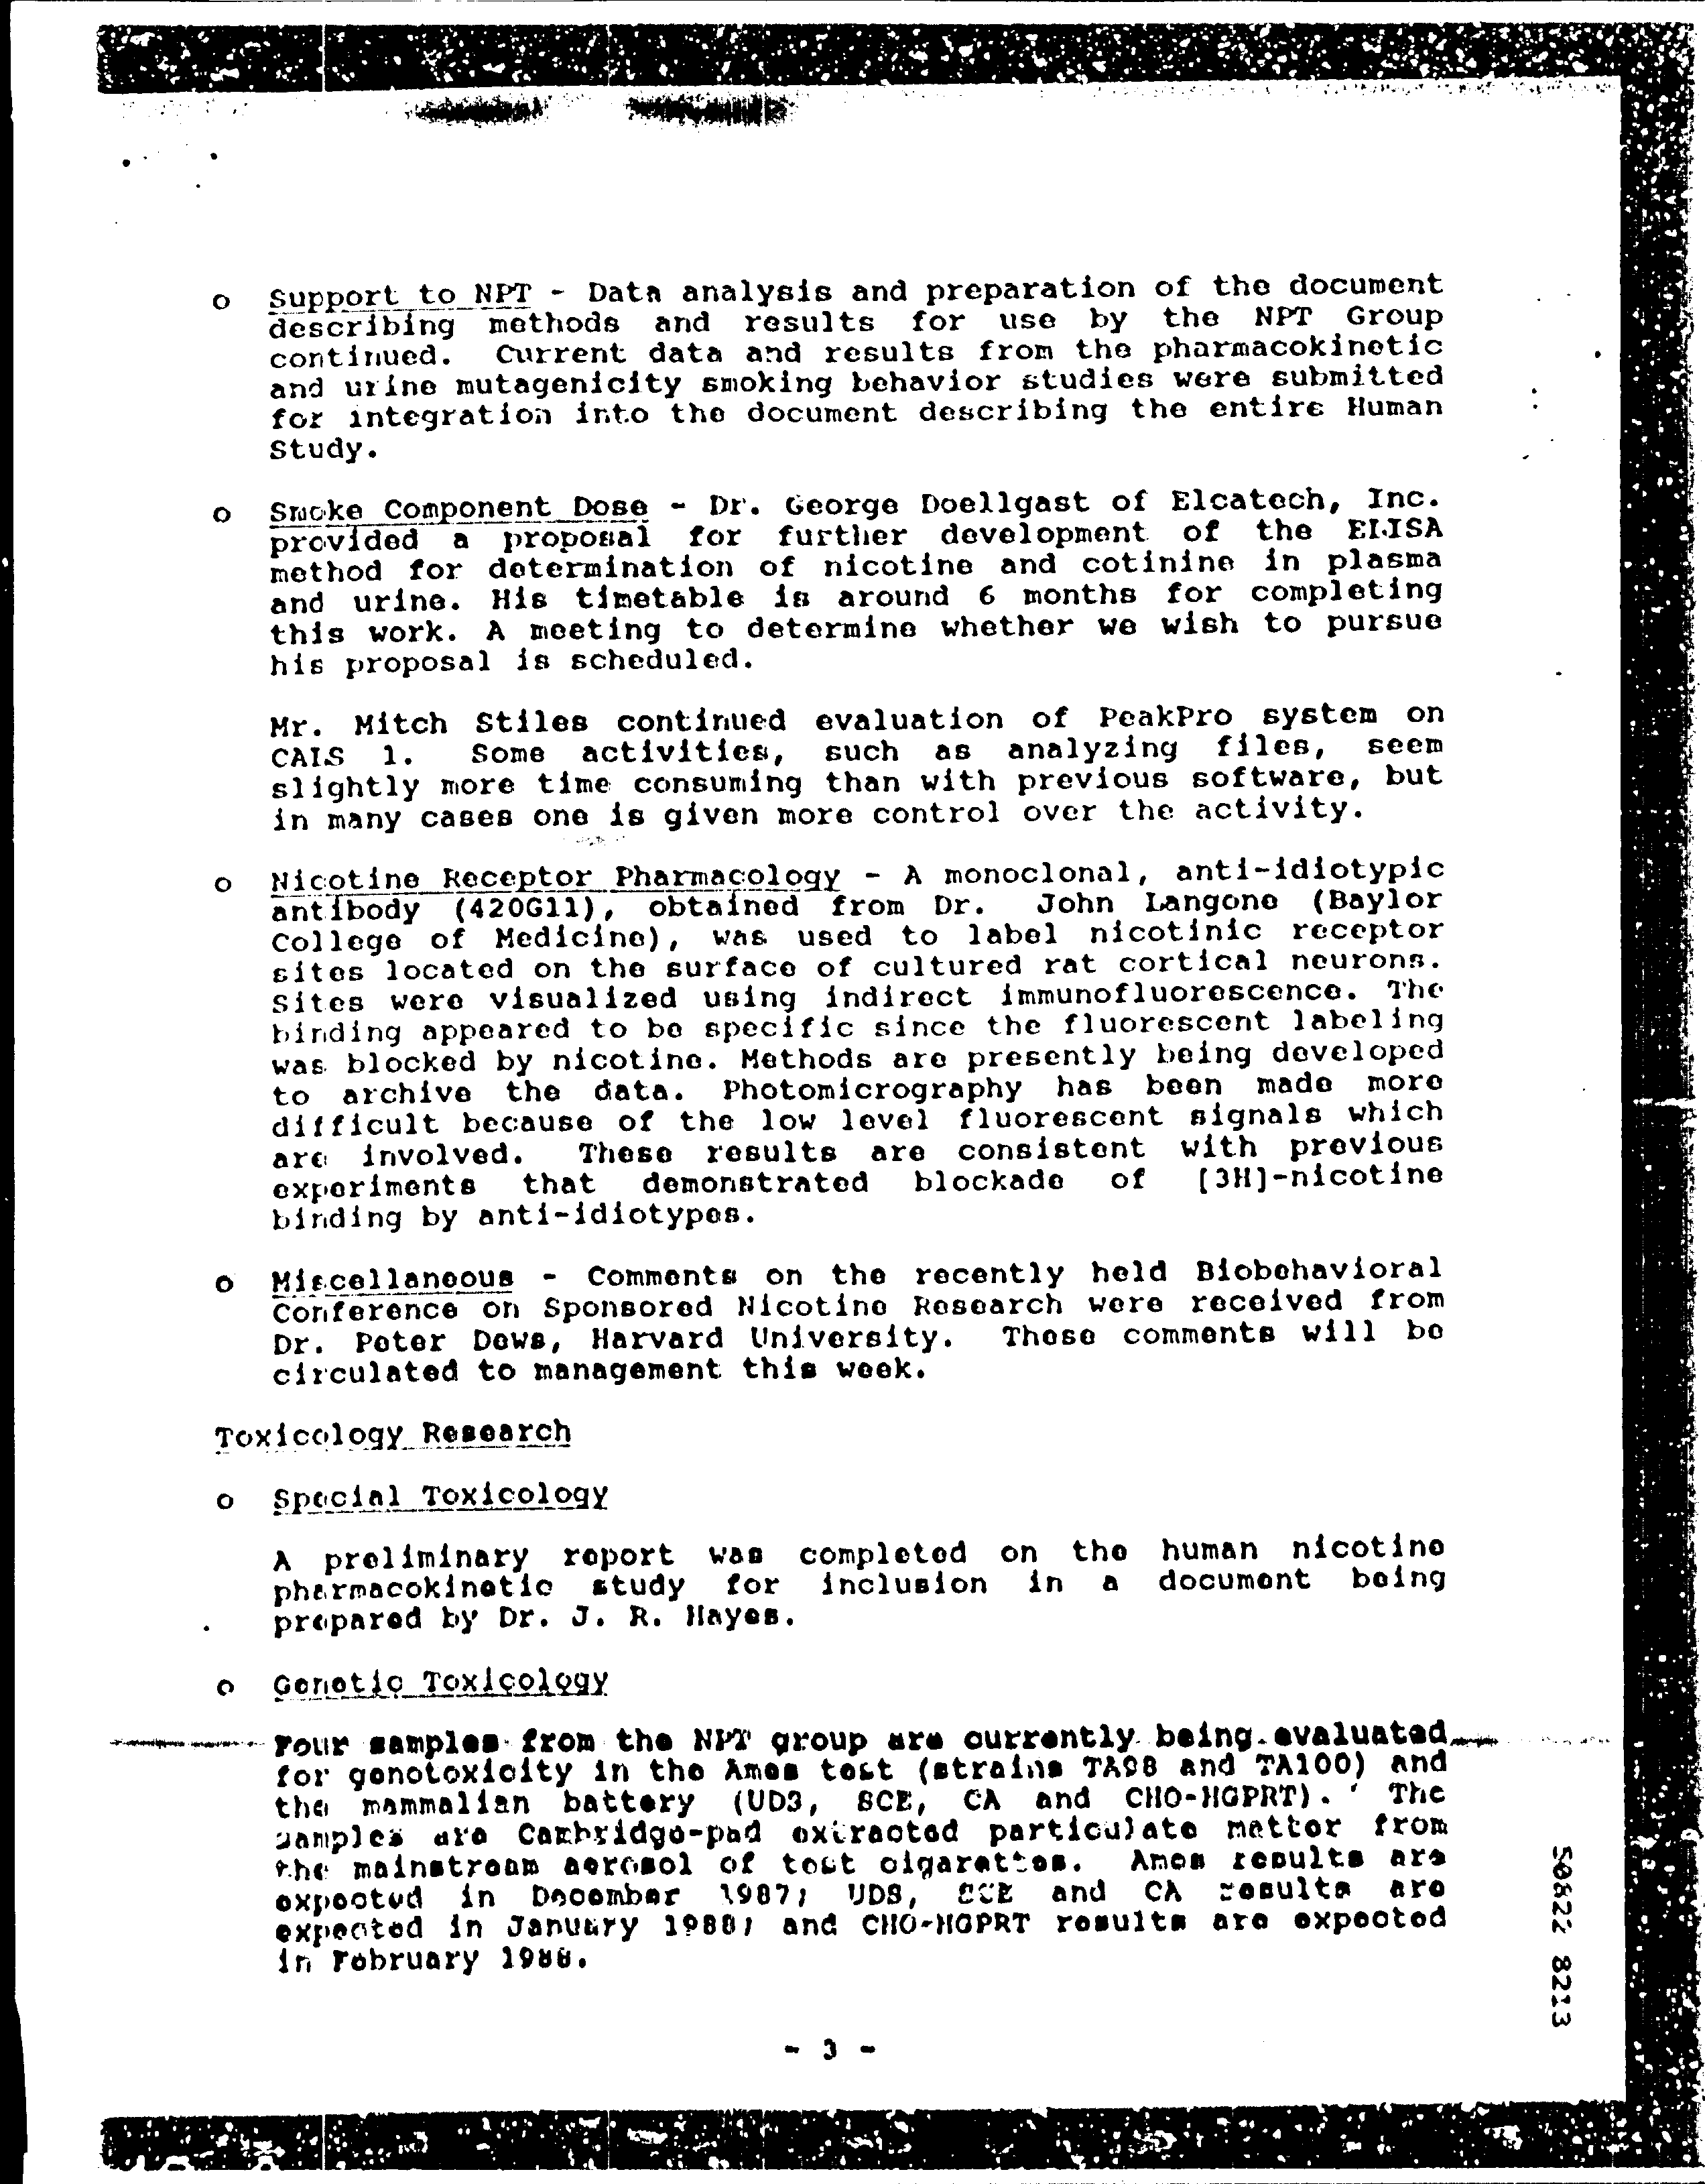 o Support to NPT - Data analysis and preparation of the document
describing methods and results for use by the NPT Group
continued. Current data and results from the pharmacokinetic
and urine mutagenicity smoking behavior studies were submitted
for integration into the document describing the entire Human
Study.
o Smoke Component Dose - Dr. George Doellgast of Elcatech, Inc.
provided a proposal for further development of the ELISA
method for determination of nicotine and cotinine in plasma
and urine. His timetable is around 6 months for completing
this work. A meeting to determine whether we wish to pursue
his proposal is scheduled.
Mr. Mitch Stiles continued evaluation of PeakPro system on
CALS 1. Some activities, such as analyzing files, seem
slightly more time consuming than with previous software, but
in many cases one is given more control over the activity.
o Nicotine Receptor Pharmacology - A monoclonal, anti-idiotypic
antibody (420G11), obtained from Dr. John Langone (Baylor
College of Medicine), was used to label nicotinic receptor
sites located on the surface of cultured rat cortical neurons.
Sites were visualized using indirect immunofluorescence. The
binding appeared to be specific since the fluorescent labeling
was blocked by nicotine. Methods are presently being developed
to archive the data. Photomicrography has been made more
difficult because of the low level fluorescent signals which
are involved. These results are consistent with previous
experiments that demonstrated blockade of [3H]-nicotine
binding by anti-idiotypes.
o Miscellaneous - Comments on the recently held Biobehavioral
Conference on Sponsored Nicotine Research were received from
Dr. Peter Dews, Harvard University. These comments will be
circulated to management this week.
Toxicology Research
o Special Toxicology
A preliminary report was completed on the human nicotine
pharmacokinetic study for inclusion in a document being
prepared by Dr. J. R. Hayes.
o Genetic Toxicology
Four samples from the NPT group are currently being evaluated
for genotoxicity in the Ames test (strains TA98 and TA100) and
the mammalian battery (UDS, SCE, CA and CHO-HGPRT). The
samples are Cambridge-pad extracted particulate matter from
the mainstream aerosol of test cigarettes. Ames results are
expected in December 1987; UDS, SCE and CA results are
expected in January 1988; and CHO-HGPRT results are expected
in February 1988.
- 3 -
50822 8213